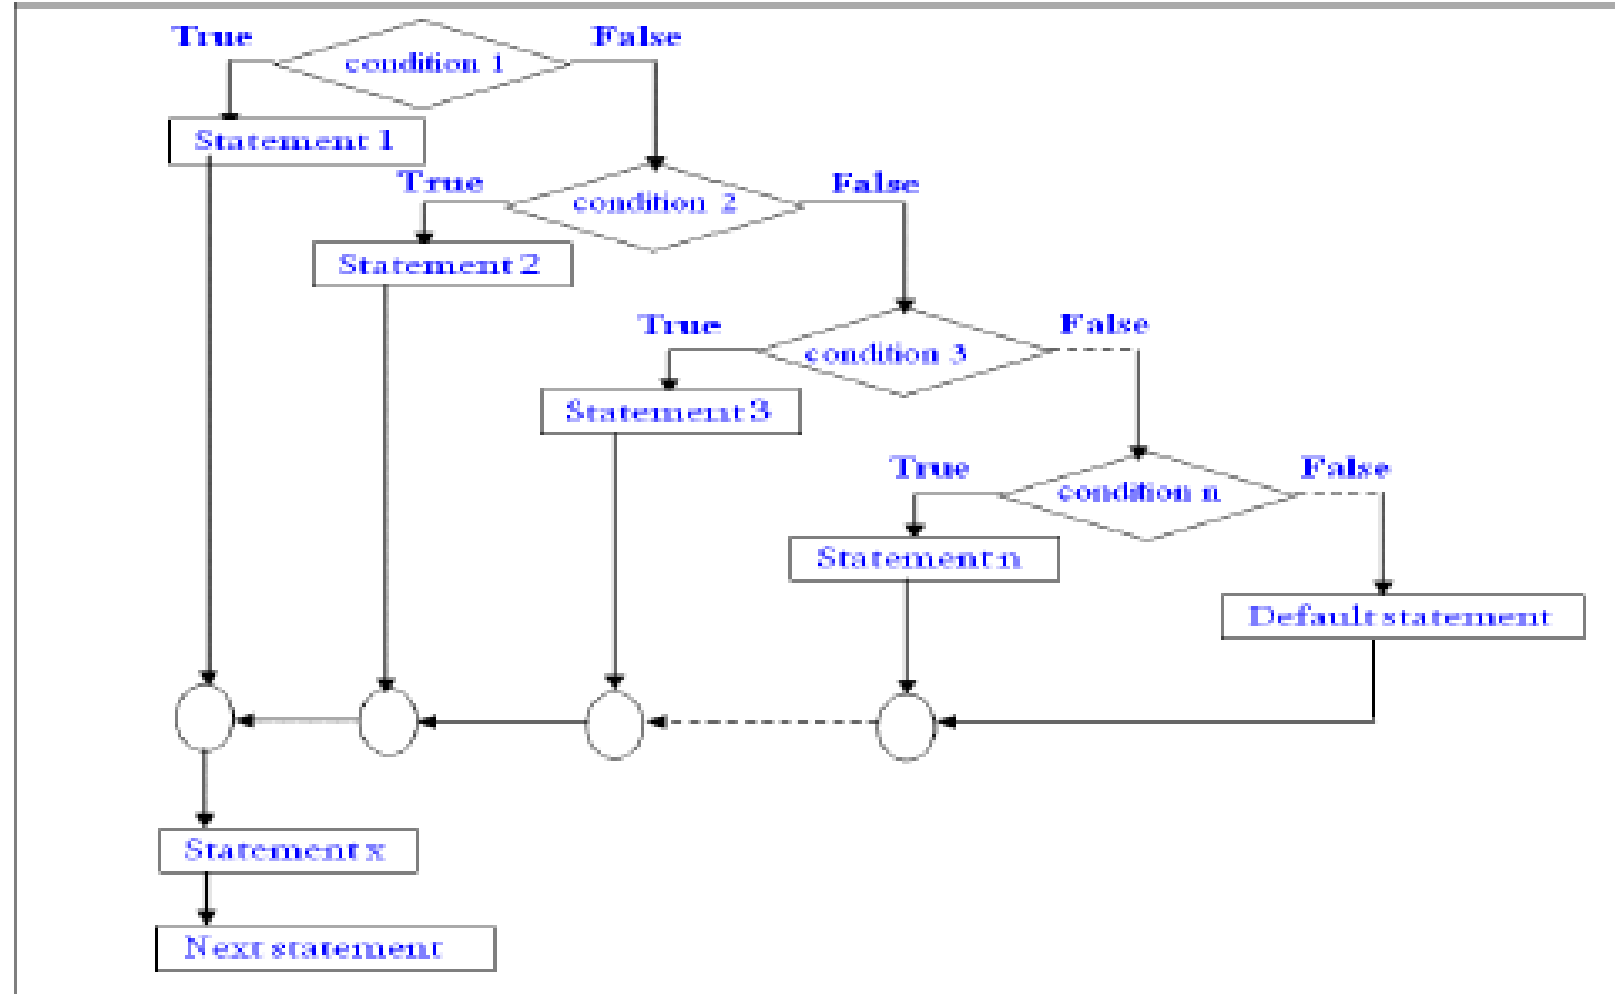 True
False
condition 1
Statement 1
True
False
condition 2
Statement 2
True
False
condition 3
Statement 3
True
False
condition n
Statement n
Default statement
Statement x
Next statement